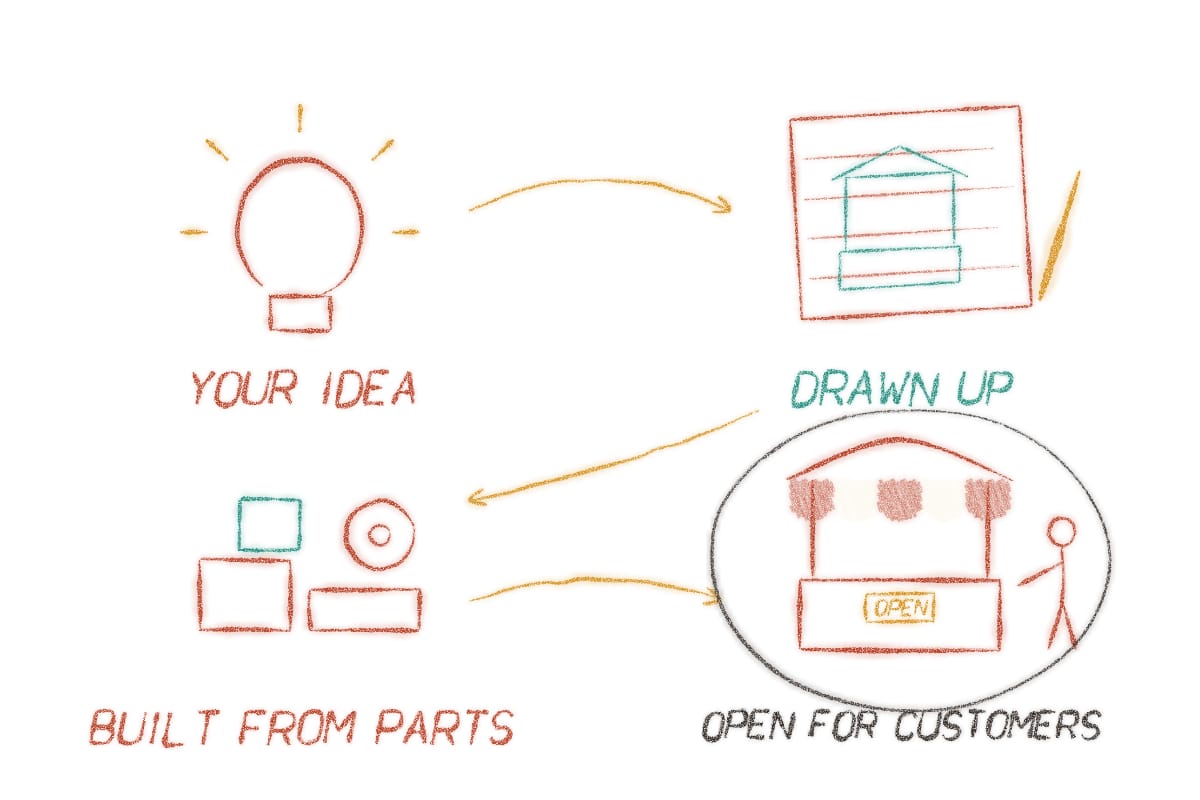 YOUR IDEA
DRAWN UP
OPEN
BUILT FROM PARTS
OPEN FOR CUSTOMERS